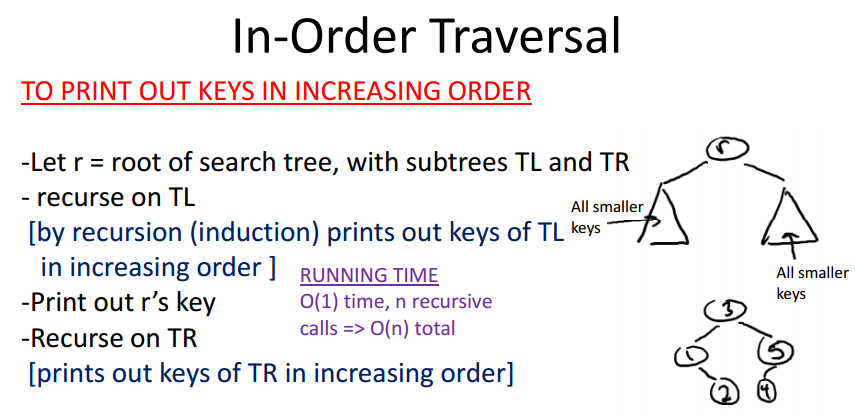 In-Order Traversal
TO PRINT OUT KEYS IN INCREASING ORDER
-Let r = root of search tree, with subtrees TL and TR
- recurse on TL
[by recursion (induction) prints out keys of TL
in increasing order ]
-Print out r's key
-Recurse on TR
[prints out keys of TR in increasing order]
RUNNING TIME
O(1) time, n recursive
calls => O(n) total
r
All smaller
keys
All smaller
keys
3
1
5
2
4